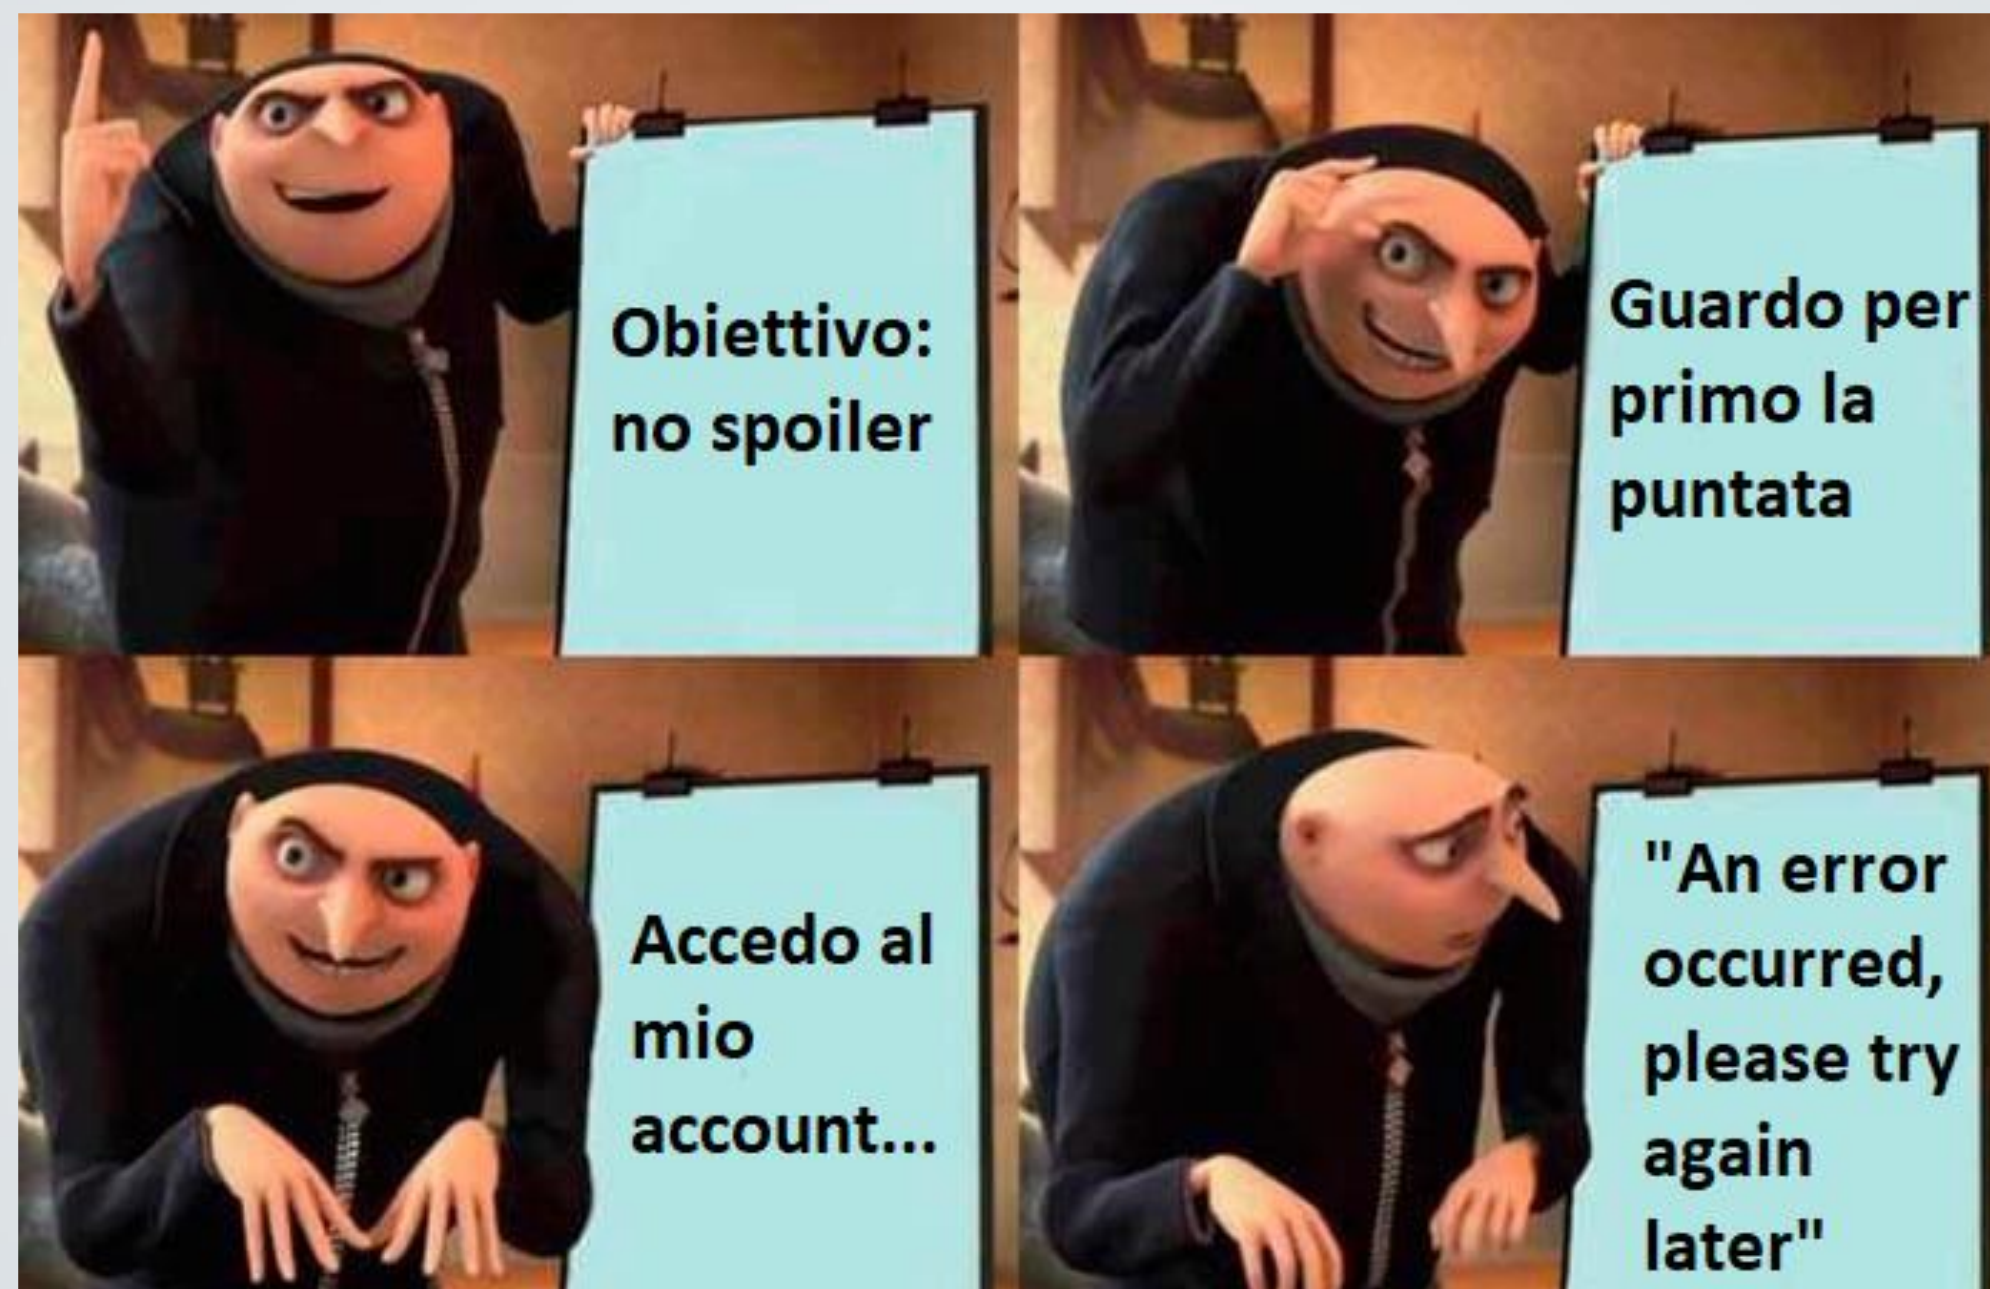 Obiettivo:
no spoiler
Guardo per
primo la
puntata
Accedo al
mio
account...
"An error
occurred,
please try
again
later"